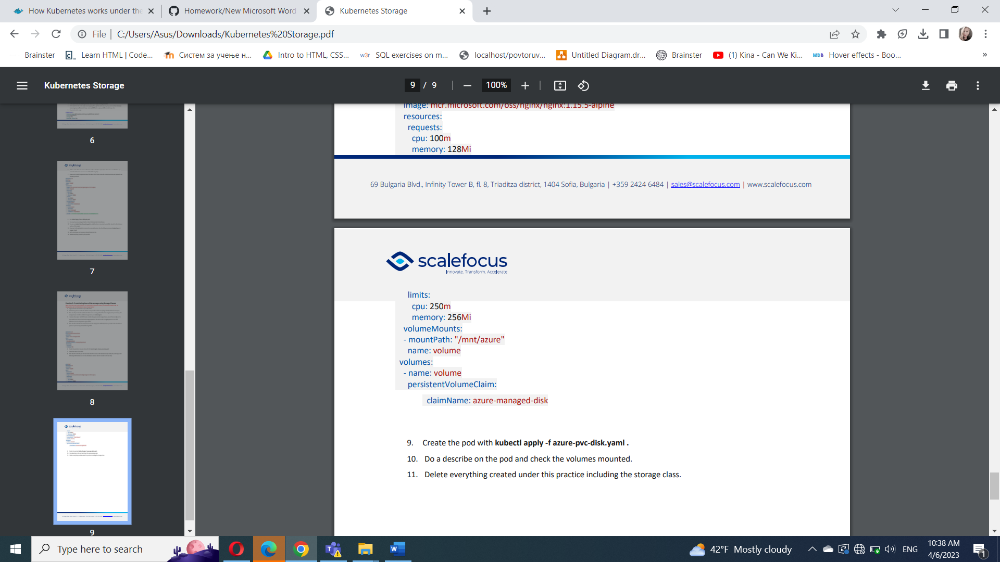 How Kubernetes works under the
Homework/New Microsoft Word
Kubernetes Storage
File
C:/Users/Asus/Downloads/Kubernetes%20Storage.pdf
Brainster
Learn HTML | Code...
Систем за учење н...
Intro to HTML, CSS...
SQL exercises on m...
localhost/povtoruv...
Untitled Diagram.dr...
Brainster
(1) Kina - Can We Ki...
Hover effects - Boo...
»
Kubernetes Storage
9 / 9
100%
6
7
8
9
image: mcr.microsoft.com/oss/nginx/nginx:1.15.5-alpine
resources:
requests:
cpu: 100m
memory: 128Mi
69 Bulgaria Blvd., Infinity Tower B, fl. 8, Triaditza district, 1404 Sofia, Bulgaria | +359 2424 6484 | sales@scalefocus.com | www.scalefocus.com
scalefocus
Innovate. Transform. Accelerate
limits:
cpu: 250m
memory: 256Mi
volumeMounts:
- mountPath: "/mnt/azure"
name: volume
volumes:
- name: volume
persistentVolumeClaim:
claimName: azure-managed-disk
9. Create the pod with kubectl apply -f azure-pvc-disk.yaml .
10. Do a describe on the pod and check the volumes mounted.
11. Delete everything created under this practice including the storage class.
Type here to search
42°F Mostly cloudy
ENG
10:38 AM
4/6/2023
1